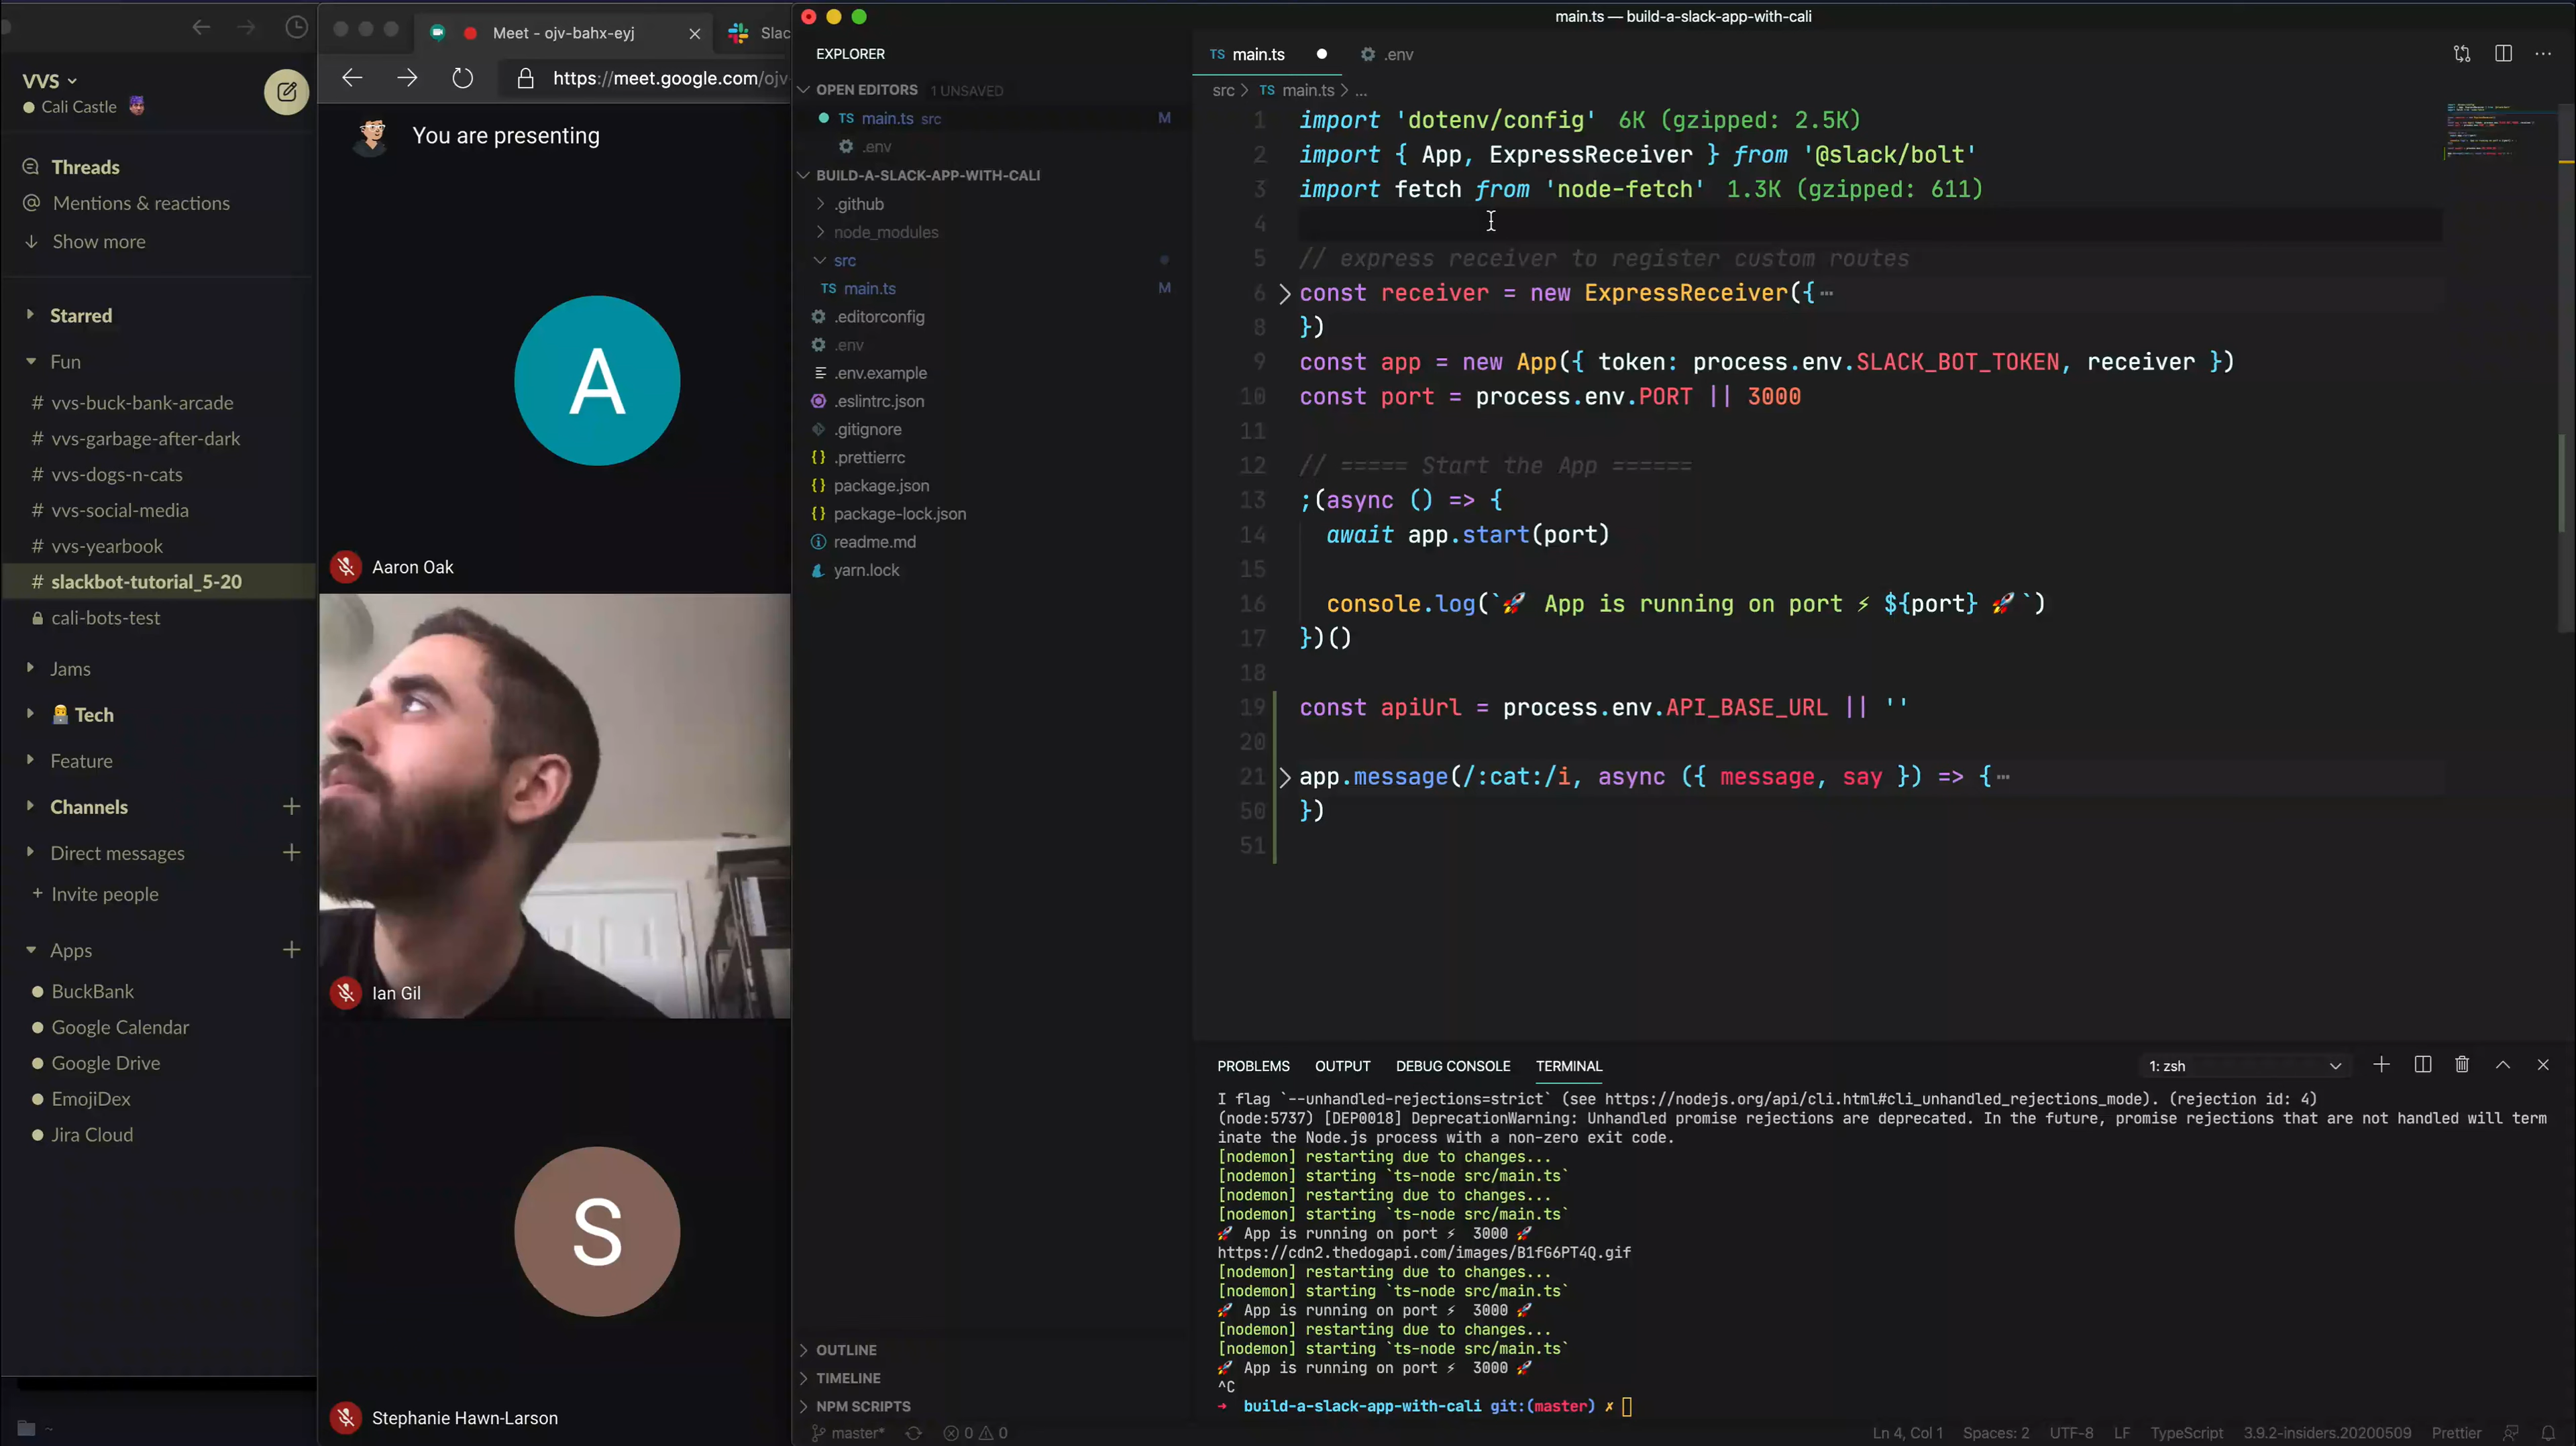 VVS
Cali Castle
Threads
@ Mentions & reactions
Show more
Starred
Fun
# vvs-buck-bank-arcade
# vvs-garbage-after-dark
# vvs-dogs-n-cats
# vvs-social-media
# vvs-yearbook
# slackbot-tutorial_5-20
cali-bots-test
Jams
Tech
Feature
Channels +
Direct messages +
+ Invite people
Apps +
BuckBank
Google Calendar
Google Drive
EmojiDex
Jira Cloud
~
Meet - ojv-bahx-eyj
Slac
https://meet.google.com/ojv-
You are presenting
A
Aaron Oak
Ian Gil
S
Stephanie Hawn-Larson
main.ts — build-a-slack-app-with-cali
EXPLORER
OPEN EDITORS 1 UNSAVED
TS main.ts src M
.env
BUILD-A-SLACK-APP-WITH-CALI
.github
node_modules
src
TS main.ts M
.editorconfig
.env
.env.example
.eslintrc.json
.gitignore
{} .prettierrc
{} package.json
{} package-lock.json
readme.md
yarn.lock
OUTLINE
TIMELINE
NPM SCRIPTS
TS main.ts
.env
src > TS main.ts > ...
1 import 'dotenv/config' 6K (gzipped: 2.5K)
2 import { App, ExpressReceiver } from '@slack/bolt'
3 import fetch from 'node-fetch' 1.3K (gzipped: 611)
4
5 // express receiver to register custom routes
6 const receiver = new ExpressReceiver({⋯
8 })
9 const app = new App({ token: process.env.SLACK_BOT_TOKEN, receiver })
10 const port = process.env.PORT || 3000
11
12 // ===== Start the App ======
13 ;(async () => {
14 await app.start(port)
15
16 console.log(`🚀 App is running on port ⚡ ${port} 🚀`)
17 })()
18
19 const apiUrl = process.env.API_BASE_URL || ''
20
21 app.message(/:cat:/i, async ({ message, say }) => {⋯
50 })
51
PROBLEMS OUTPUT DEBUG CONSOLE TERMINAL
1: zsh
I flag `--unhandled-rejections=strict` (see https://nodejs.org/api/cli.html#cli_unhandled_rejections_mode). (rejection id: 4)
(node:5737) [DEP0018] DeprecationWarning: Unhandled promise rejections are deprecated. In the future, promise rejections that are not handled will term
inate the Node.js process with a non-zero exit code.
[nodemon] restarting due to changes...
[nodemon] starting `ts-node src/main.ts`
[nodemon] restarting due to changes...
[nodemon] starting `ts-node src/main.ts`
🚀 App is running on port ⚡ 3000 🚀
https://cdn2.thedogapi.com/images/B1fG6PT4Q.gif
[nodemon] restarting due to changes...
[nodemon] starting `ts-node src/main.ts`
🚀 App is running on port ⚡ 3000 🚀
[nodemon] restarting due to changes...
[nodemon] starting `ts-node src/main.ts`
🚀 App is running on port ⚡ 3000 🚀
^C
→ build-a-slack-app-with-cali git:(master) ✗
master* 0 0
Ln 4, Col 1 Spaces: 2 UTF-8 LF TypeScript 3.9.2-insiders.20200509 Prettier